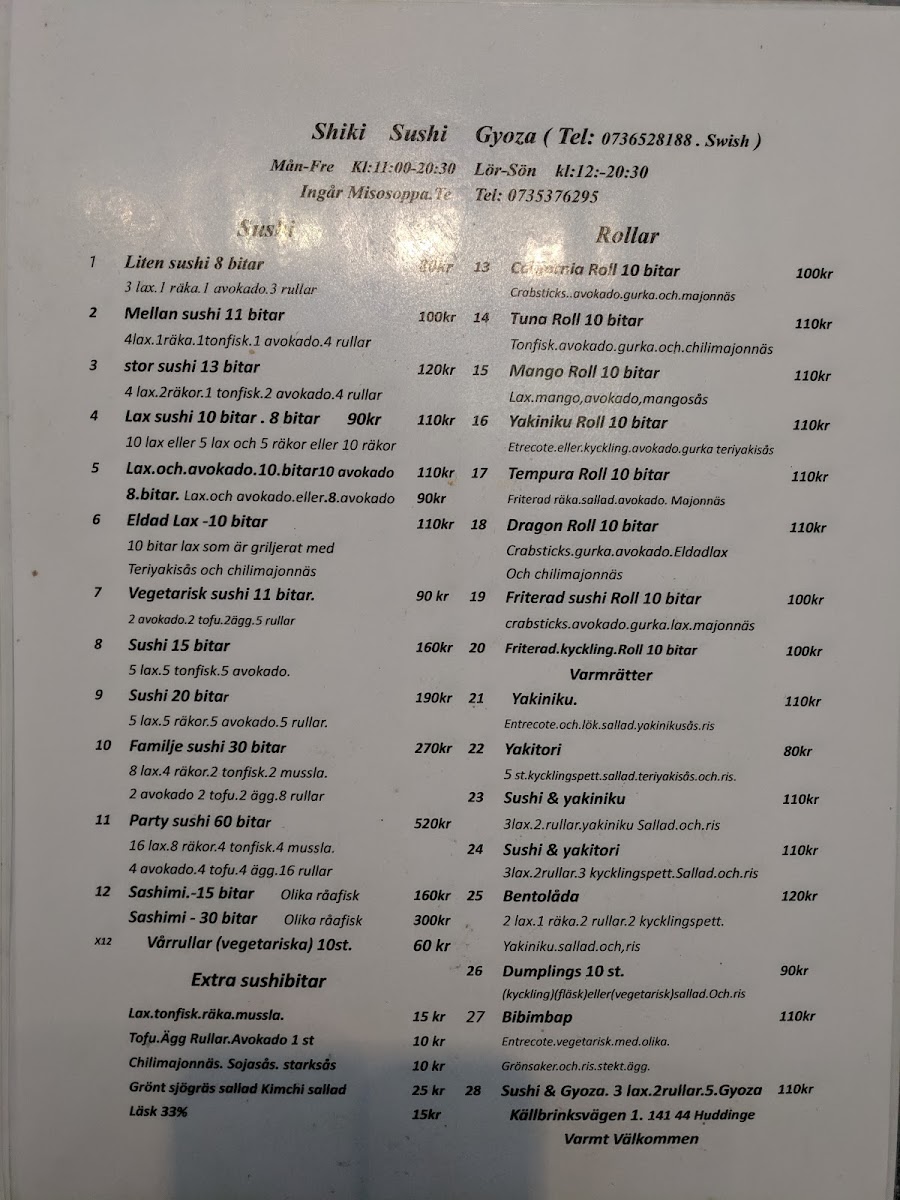 Shiki Sushi Gyoza ( Tel: 0736528188 . Swish )
Mån-Fre Kl:11:00-20:30 Lör-Sön kl:12:-20:30
Ingår Misosoppa.Te Tel: 0735376295
Sushi
1 Liten sushi 8 bitar 80kr
3 lax.1 räka.1 avokado.3 rullar
2 Mellan sushi 11 bitar 100kr
4lax.1räka.1tonfisk.1 avokado.4 rullar
3 stor sushi 13 bitar 120kr
4 lax.2räkor.1 tonfisk.2 avokado.4 rullar
4 Lax sushi 10 bitar . 8 bitar 90kr 110kr
10 lax eller 5 lax och 5 räkor eller 10 räkor
5 Lax.och.avokado.10.bitar10 avokado 110kr
8.bitar. Lax.och avokado.eller.8.avokado 90kr
6 Eldad Lax -10 bitar 110kr
10 bitar lax som är griljerat med
Teriyakisås och chilimajonnäs
7 Vegetarisk sushi 11 bitar. 90 kr
2 avokado.2 tofu.2ägg.5 rullar
8 Sushi 15 bitar 160kr
5 lax.5 tonfisk.5 avokado.
9 Sushi 20 bitar 190kr
5 lax.5 räkor.5 avokado.5 rullar.
10 Familje sushi 30 bitar 270kr
8 lax.4 räkor.2 tonfisk.2 mussla.
2 avokado 2 tofu.2 ägg.8 rullar
11 Party sushi 60 bitar 520kr
16 lax.8 räkor.4 tonfisk.4 mussla.
4 avokado.4 tofu.4 ägg.16 rullar
12 Sashimi.-15 bitar Olika råafisk 160kr
Sashimi - 30 bitar Olika råafisk 300kr
X12 Vårrullar (vegetariska) 10st. 60 kr
Extra sushibitar
Lax.tonfisk.räka.mussla. 15 kr
Tofu.Ägg Rullar.Avokado 1 st 10 kr
Chilimajonnäs. Sojasås. starksås 10 kr
Grönt sjögräs sallad Kimchi sallad 25 kr
Läsk 33% 15kr
Rollar
13 California Roll 10 bitar 100kr
Crabsticks..avokado.gurka.och.majonnäs
14 Tuna Roll 10 bitar 110kr
Tonfisk.avokado.gurka.och.chilimajonnäs
15 Mango Roll 10 bitar 110kr
Lax.mango,avokado,mangosås
16 Yakiniku Roll 10 bitar 110kr
Etrecote.eller.kyckling.avokado.gurka teriyakisås
17 Tempura Roll 10 bitar 110kr
Friterad räka.sallad.avokado. Majonnäs
18 Dragon Roll 10 bitar 110kr
Crabsticks.gurka.avokado.Eldadlax
Och chilimajonnäs
19 Friterad sushi Roll 10 bitar 100kr
crabsticks.avokado.gurka.lax.majonnäs
20 Friterad.kyckling.Roll 10 bitar 100kr
Varmrätter
21 Yakiniku. 110kr
Entrecote.och.lök.sallad.yakinikusås.ris
22 Yakitori 80kr
5 st.kycklingspett.sallad.teriyakisås.och.ris.
23 Sushi & yakiniku 110kr
3lax.2.rullar.yakiniku Sallad.och.ris
24 Sushi & yakitori 110kr
3lax.2rullar.3 kycklingspett.Sallad.och.ris
25 Bentolåda 120kr
2 lax.1 räka.2 rullar.2 kycklingspett.
Yakiniku.sallad.och,ris
26 Dumplings 10 st. 90kr
(kyckling)(fläsk)eller(vegetarisk)sallad.Och.ris
27 Bibimbap 110kr
Entrecote.vegetarisk.med.olika.
Grönsaker.och.ris.stekt.ägg.
28 Sushi & Gyoza. 3 lax.2rullar.5.Gyoza 110kr
Källbrinksvägen 1. 141 44 Huddinge
Varmt Välkommen